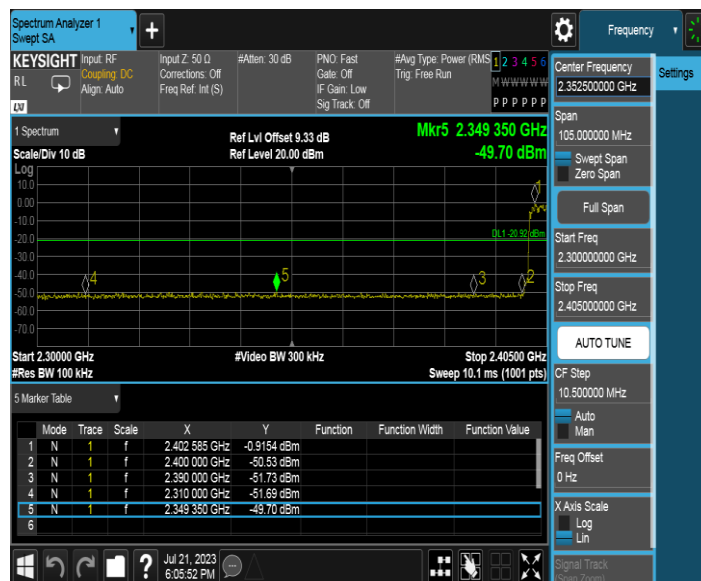 Spectrum Analyzer 1
Swept SA
+
Frequency
KEYSIGHT
RL
LXI
Input: RF
Coupling: DC
Align: Auto
Input Z: 50 Ω
Corrections: Off
Freq Ref: Int (S)
#Atten: 30 dB
PNO: Fast
Gate: Off
IF Gain: Low
Sig Track: Off
#Avg Type: Power (RMS
Trig: Free Run
1 2 3 4 5 6
M W W W W W
P P P P P P
Settings
1 Spectrum
Scale/Div 10 dB
Ref Lvl Offset 9.33 dB
Ref Level 20.00 dBm
Mkr5 2.349 350 GHz
-49.70 dBm
Log
10.0
0.00
-10.0
-20.0
-30.0
-40.0
-50.0
-60.0
-70.0
1
DL1 -20.92 dBm
4
5
3
2
Start 2.30000 GHz
#Video BW 300 kHz
Stop 2.40500 GHz
#Res BW 100 kHz
Sweep 10.1 ms (1001 pts)
5 Marker Table
Mode Trace Scale X Y Function Function Width Function Value
1 N 1 f 2.402 585 GHz -0.9154 dBm
2 N 1 f 2.400 000 GHz -50.53 dBm
3 N 1 f 2.390 000 GHz -51.73 dBm
4 N 1 f 2.310 000 GHz -51.69 dBm
5 N 1 f 2.349 350 GHz -49.70 dBm
6
Center Frequency
2.352500000 GHz
Span
105.000000 MHz
Swept Span
Zero Span
Full Span
Start Freq
2.300000000 GHz
Stop Freq
2.405000000 GHz
AUTO TUNE
CF Step
10.500000 MHz
Auto
Man
Freq Offset
0 Hz
X Axis Scale
Log
Lin
Signal Track
(Span Zoom)
?
Jul 21, 2023
6:05:52 PM